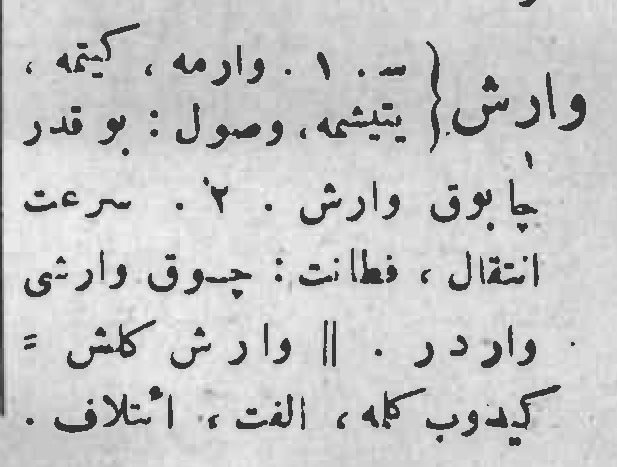 وارش { سـ. ١. وارمه ، كيتمه ،
يتيشمه، وصول : بو قدر
چابوق وارش . ٢ . سرعت
انتقال ، فطانت : چوق وارشى
واردر . || وارش كلش =
كيدوب كلمه ، الفت ، ائتلاف .